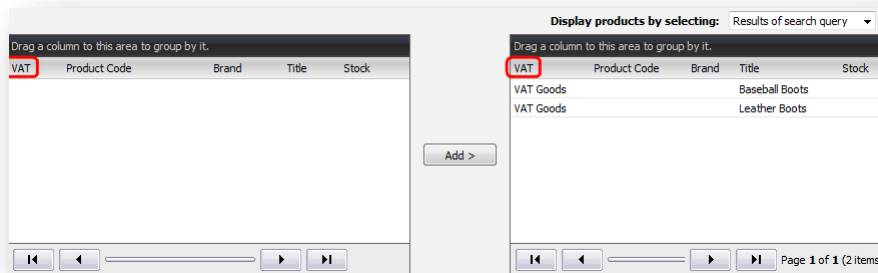 Display products by selecting: Results of search query
Drag a column to this area to group by it. Drag a column to this area to group by it.
VAT Product Code Brand Title Stock VAT Product Code Brand Title Stock
VAT Goods Baseball Boots
VAT Goods Leather Boots
Add >
Page 1 of 1 (2 items